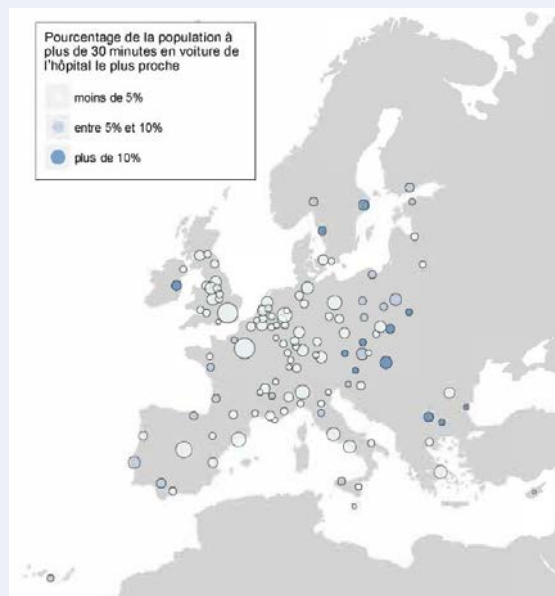 Pourcentage de la population à
plus de 30 minutes en voiture de
l'hôpital le plus proche
moins de 5%
entre 5% et 10%
plus de 10%